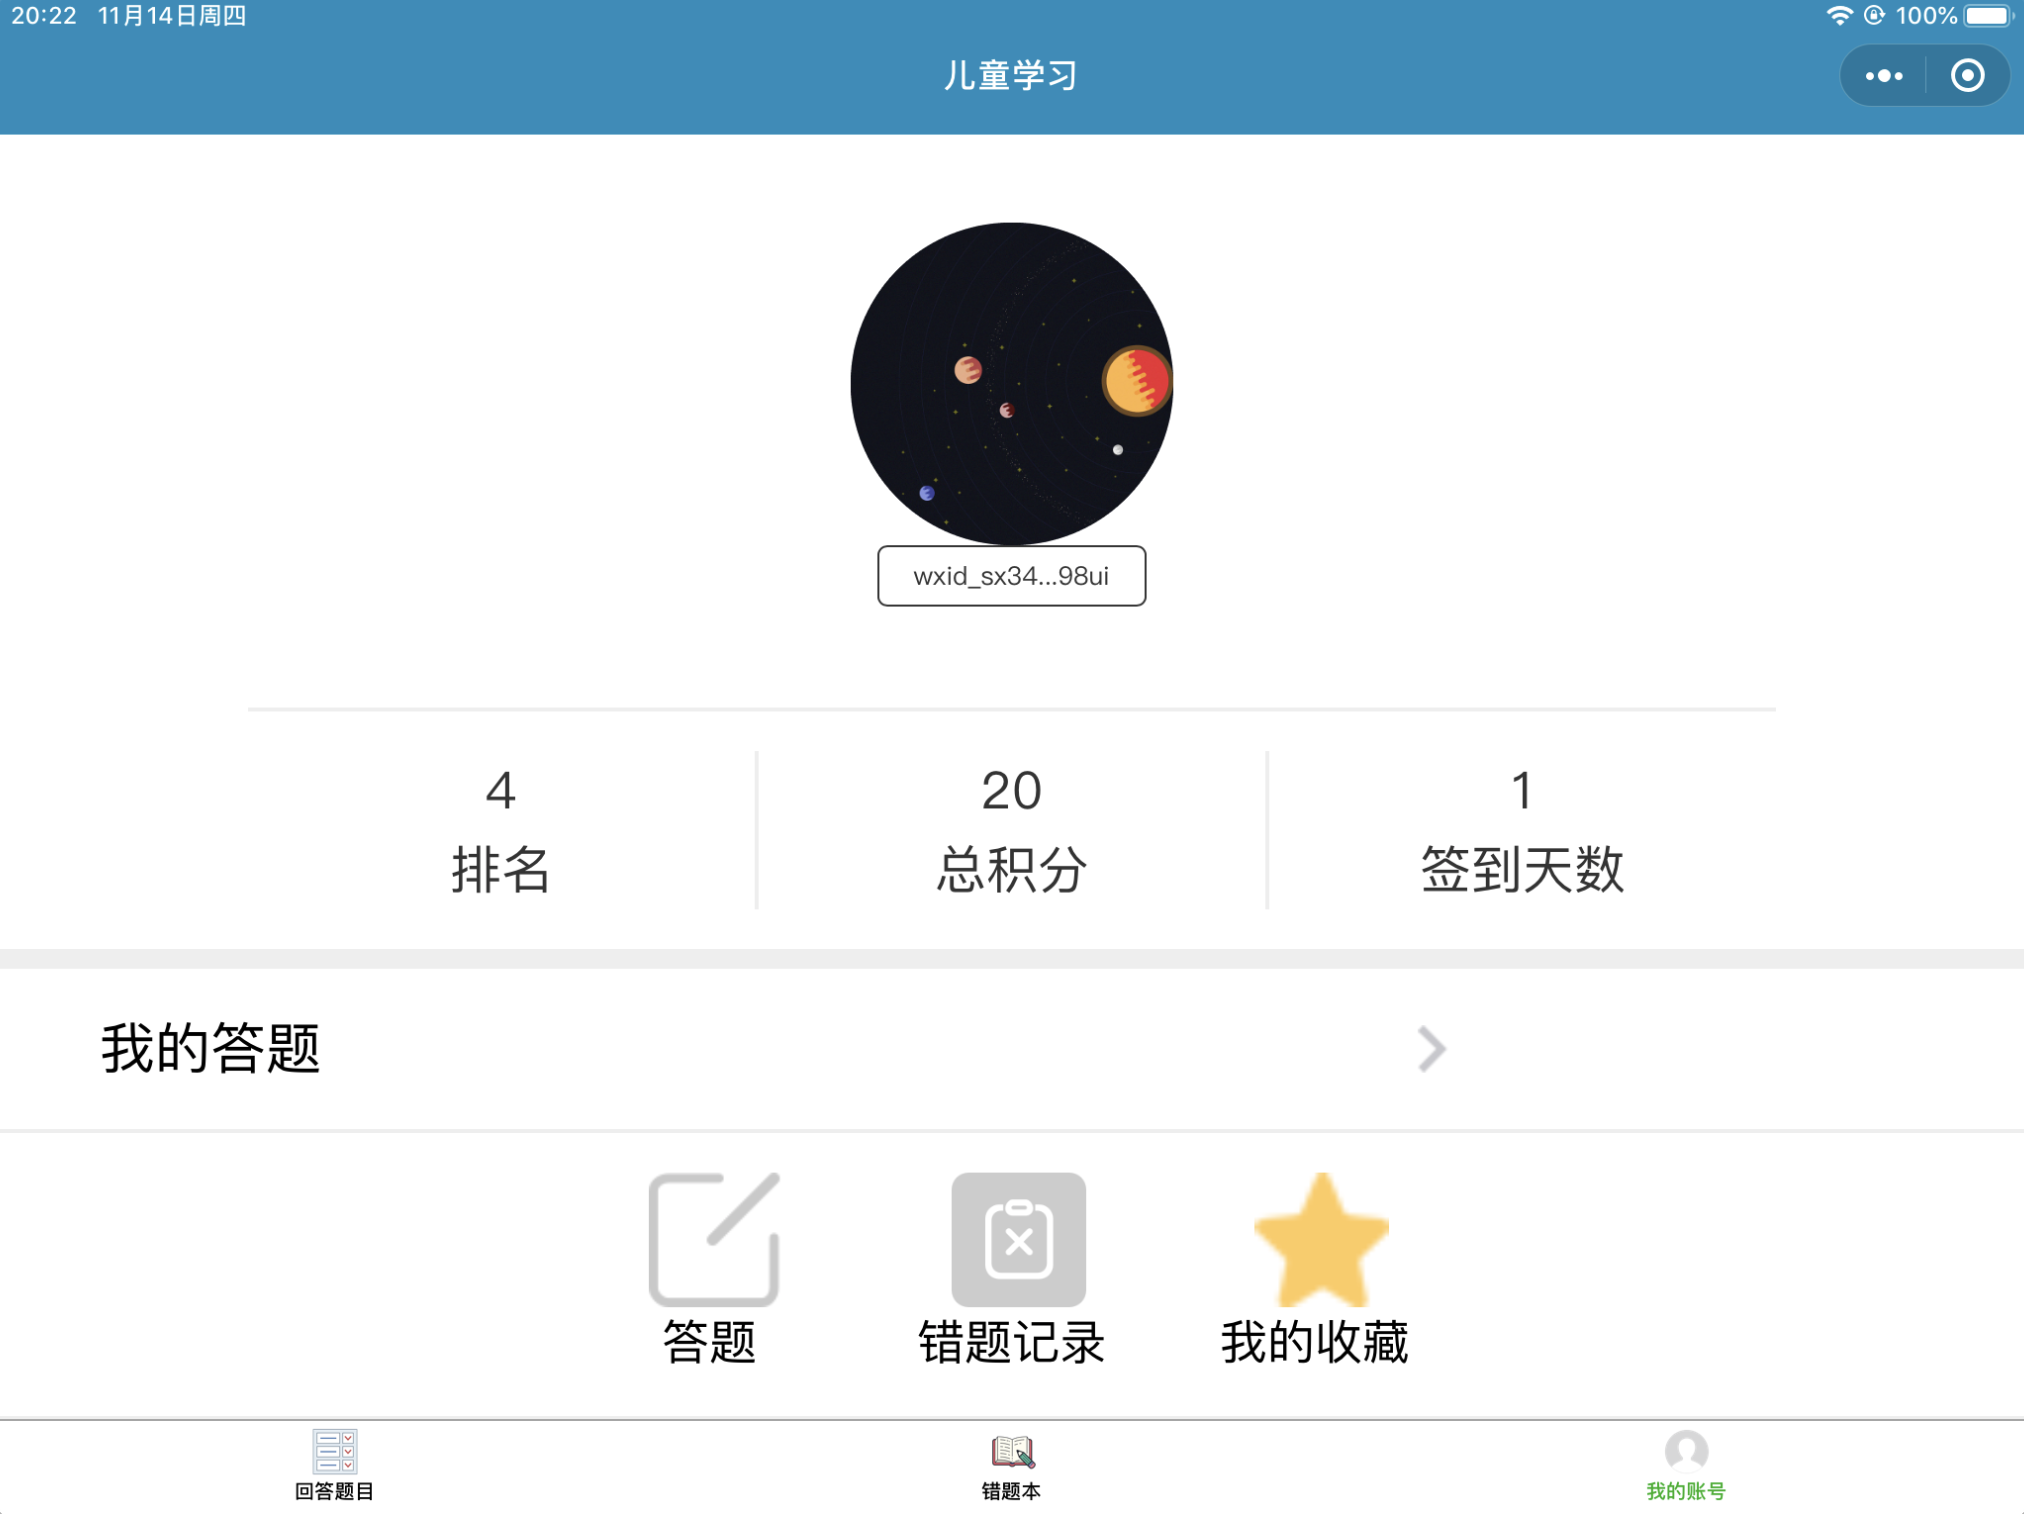 20:22 11月14日周四
100%
儿童学习
wxid_sx34...98ui
4
排名
20
总积分
1
签到天数
我的答题
答题
错题记录
我的收藏
回答题目
错题本
我的账号